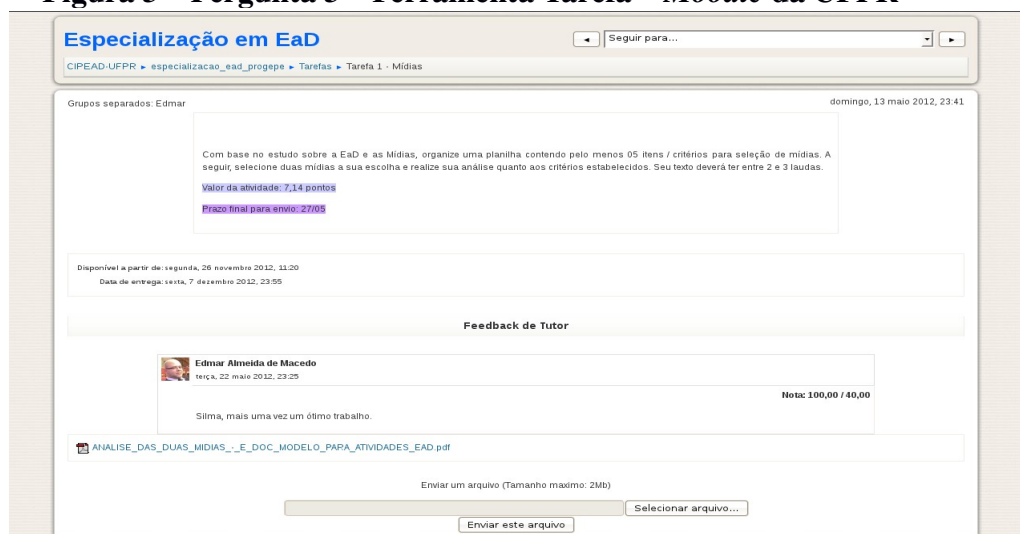 Figura 3 – Pergunta 3 – Ferramenta Tarefa – Moodle da UFPR
Especialização em EaD
Seguir para...
CIPEAD-UFPR ► especializacao_ead_progepe ► Tarefas ► Tarefa 1 - Mídias
Grupos separados: Edmar
domingo, 13 maio 2012, 23:41
Com base no estudo sobre a EaD e as Mídias, organize uma planilha contendo pelo menos 05 itens / critérios para seleção de mídias. A
seguir, selecione duas mídias a sua escolha e realize sua análise quanto aos critérios estabelecidos. Seu texto deverá ter entre 2 e 3 laudas.
Valor da atividade: 7,14 pontos
Prazo final para envio: 27/05
Disponível a partir de: segunda, 26 novembro 2012, 11:20
Data de entrega: sexta, 7 dezembro 2012, 23:55
Feedback de Tutor
Edmar Almeida de Macedo
terça, 22 maio 2012, 23:25
Nota: 100,00 / 40,00
Silma, mais uma vez um ótimo trabalho.
ANALISE_DAS_DUAS_MIDIAS_-_E_DOC_MODELO_PARA_ATIVIDADES_EAD.pdf
Enviar um arquivo (Tamanho maximo: 2Mb)
Selecionar arquivo...
Enviar este arquivo